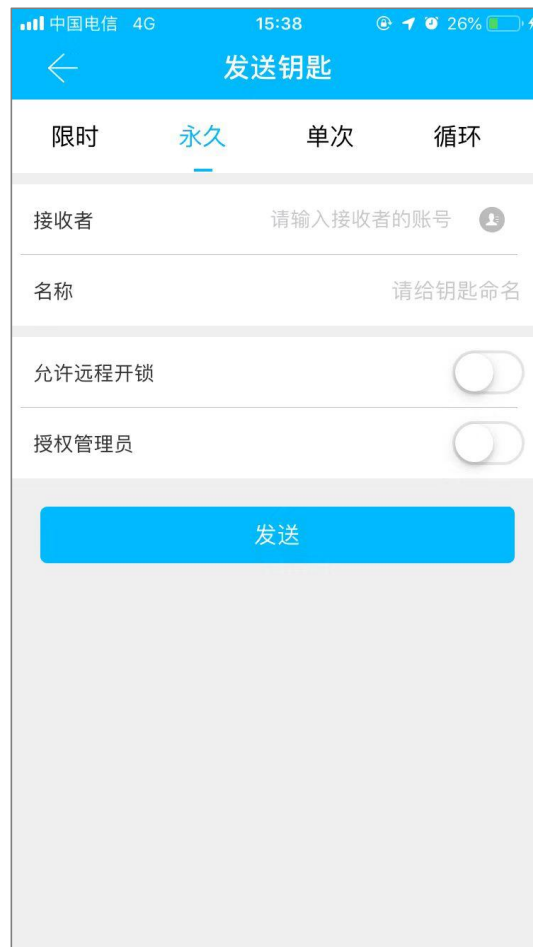 中国电信 4G 15:38 26%
发送钥匙
限时 永久 单次 循环
接收者 请输入接收者的账号
名称 请给钥匙命名
允许远程开锁
授权管理员
发送